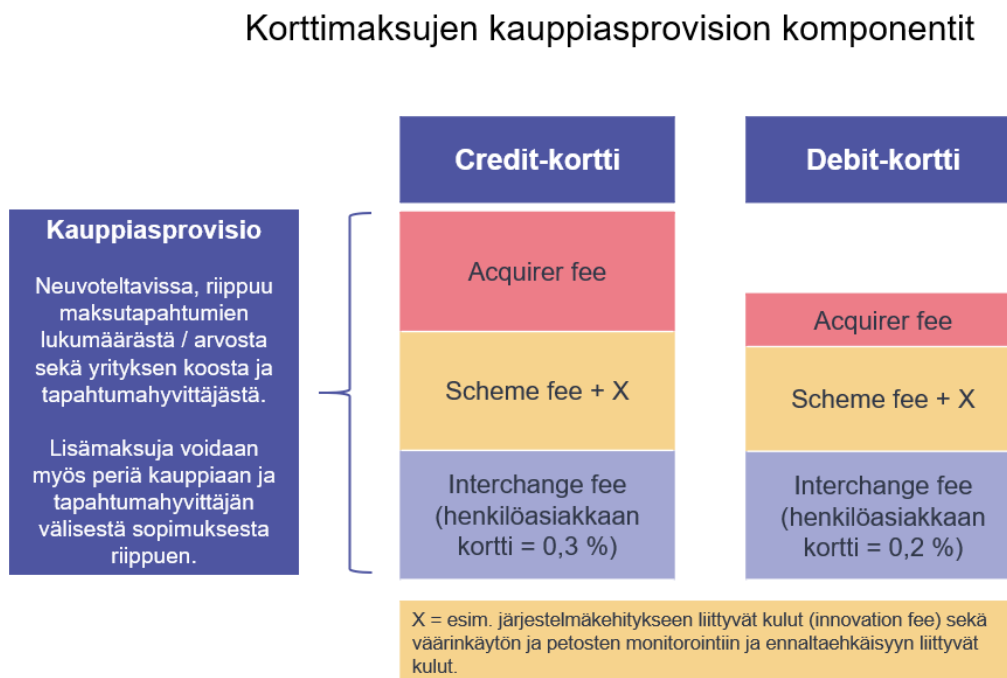 Korttimaksujen kauppiasprovision komponentit
Credit-kortti
Debit-kortti
Kauppiasprovisio
Neuvoteltavissa, riippuu
maksutapahtumien
lukumäärästä / arvosta
sekä yrityksen koosta ja
tapahtumahyvittäjästä.
Lisämaksuja voidaan
myös periä kauppiaan ja
tapahtumahyvittäjän
välisestä sopimuksesta
riippuen.
Acquirer fee
Scheme fee + X
Interchange fee
(henkilöasiakkaan
kortti = 0,3 %)
Acquirer fee
Scheme fee + X
Interchange fee
(henkilöasiakkaan
kortti = 0,2 %)
X = esim. järjestelmäkehitykseen liittyvät kulut (innovation fee) sekä
väärinkäytön ja petosten monitorointiin ja ennaltaehkäisyyn liittyvät
kulut.